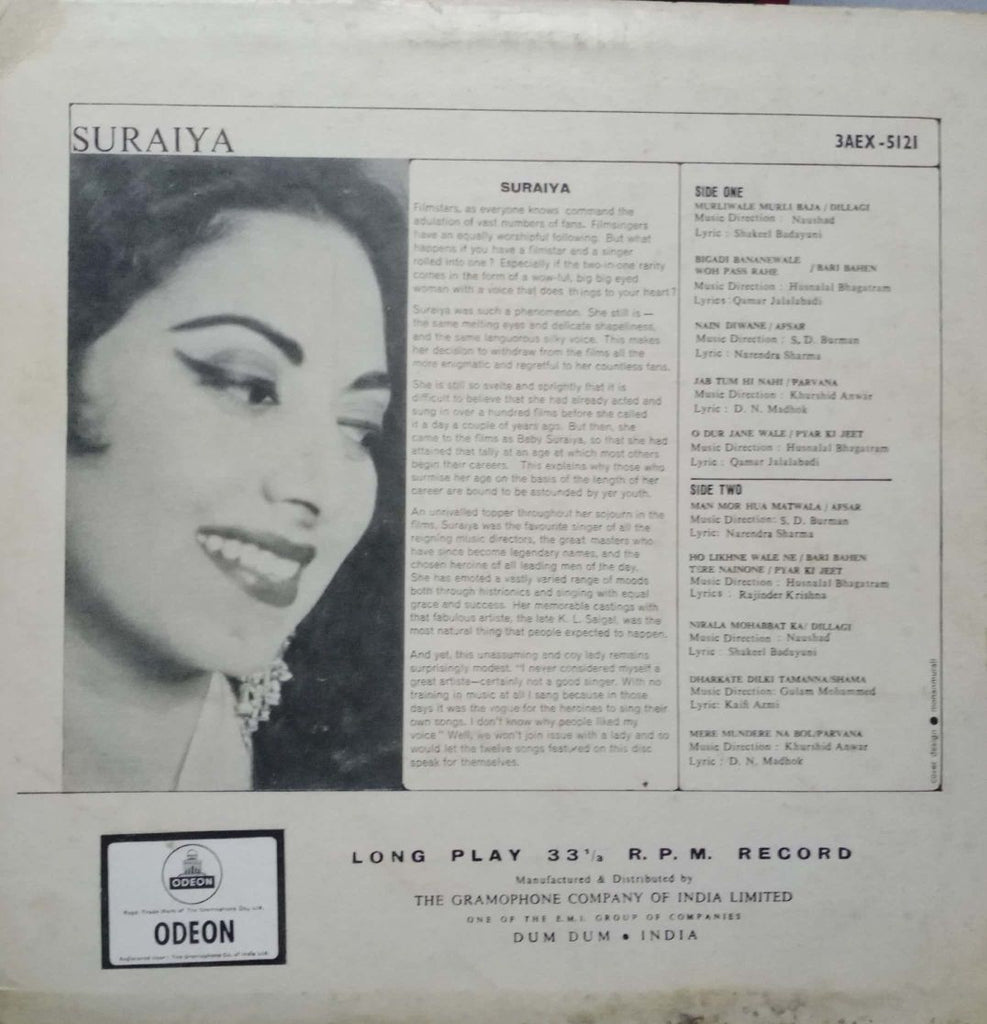 SURAIYA
3AEX-5121
SURAIYA
Filmstars, as everyone knows command the
adulation of vast numbers of fans. Filmsingers
have an equally worshipful following. But what
happens if you have a filmstar and a singer
rolled into one? Especially if the two-in-one rarity
comes in the form of a wow-ful, big big eyed
woman with a voice that does things to your heart?
Suraiya was such a phenomenon. She still is —
the same melting eyes and delicate shapeliness,
and the same languorous silky voice. This makes
her decision to withdraw from the films all the
more enigmatic and regretful to her countless fans.
She is still so svelte and sprightly that it is
difficult to believe that she had already acted and
sung in over a hundred films before she called
it a day a couple of years ago. But then, she
came to the films as Baby Suraiya, so that she had
attained that tally at an age at which most others
begin their careers. This explains why those who
surmise her age on the basis of the length of her
career are bound to be astounded by yer youth.
An unrivalled topper throughout her sojourn in the
films, Suraiya was the favourite singer of all the
reigning music directors, the great masters who
have since become legendary names, and the
chosen heroine of all leading men of the day.
She has emoted a vastly varied range of moods
both through histrionics and singing with equal
grace and success. Her memorable castings with
that fabulous artiste, the late K. L. Saigal, was the
most natural thing that people expected to happen.
And yet, this unassuming and coy lady remains
surprisingly modest. "I never considered myself a
great artiste—certainly not a good singer. With no
training in music at all I sang because in those
days it was the vogue for the heroines to sing their
own songs. I don't know why people liked my
voice" Well, we won't join issue with a lady and so
would let the twelve songs featured on this disc
speak for themselves.
SIDE ONE
MURLIWALE MURLI BAJA / DILLAGI
Music Direction : Naushad
Lyric : Shakeel Badayuni
BIGADI BANANEWALE
WOH PASS RAHE / BARI BAHEN
Music Direction : Husnalal Bhagatram
Lyrics : Qamar Jalalabadi
NAIN DIWANE / AFSAR
Music Direction : S. D. Burman
Lyric : Narendra Sharma
JAB TUM HI NAHI / PARVANA
Music Direction : Khurshid Anwar
Lyric : D. N. Madhok
O DUR JANE WALE / PYAR KI JEET
Music Direction : Husnalal Bhagatram
Lyric : Qamar Jalalabadi
SIDE TWO
MAN MOR HUA MATWALA / AFSAR
Music Direction: S. D. Burman
Lyric: Narendra Sharma
HO LIKHNE WALE NE / BARI BAHEN
TERE NAINONE / PYAR KI JEET
Music Direction : Husnalal Bhagatram
Lyrics : Rajinder Krishna
NIRALA MOHABBAT KA/ DILLAGI
Music Direction : Naushad
Lyric : Shakeel Badayuni
DHARKATE DILKI TAMANNA/SHAMA
Music Direction: Gulam Mohammed
Lyric: Kaifi Azmi
MERE MUNDERE NA BOL/PARVANA
Music Direction : Khurshid Anwar
Lyric : D. N. Madhok
cover design ●
ODEON
Regd. Trade Mark of The Gramophone Coy. Ltd.
ODEON
Registered User : The Gramophone Co. of India Ltd.
LONG PLAY 33 1/3 R. P. M. RECORD
Manufactured & Distributed by
THE GRAMOPHONE COMPANY OF INDIA LIMITED
ONE OF THE E.M.I. GROUP OF COMPANIES
DUM DUM • INDIA